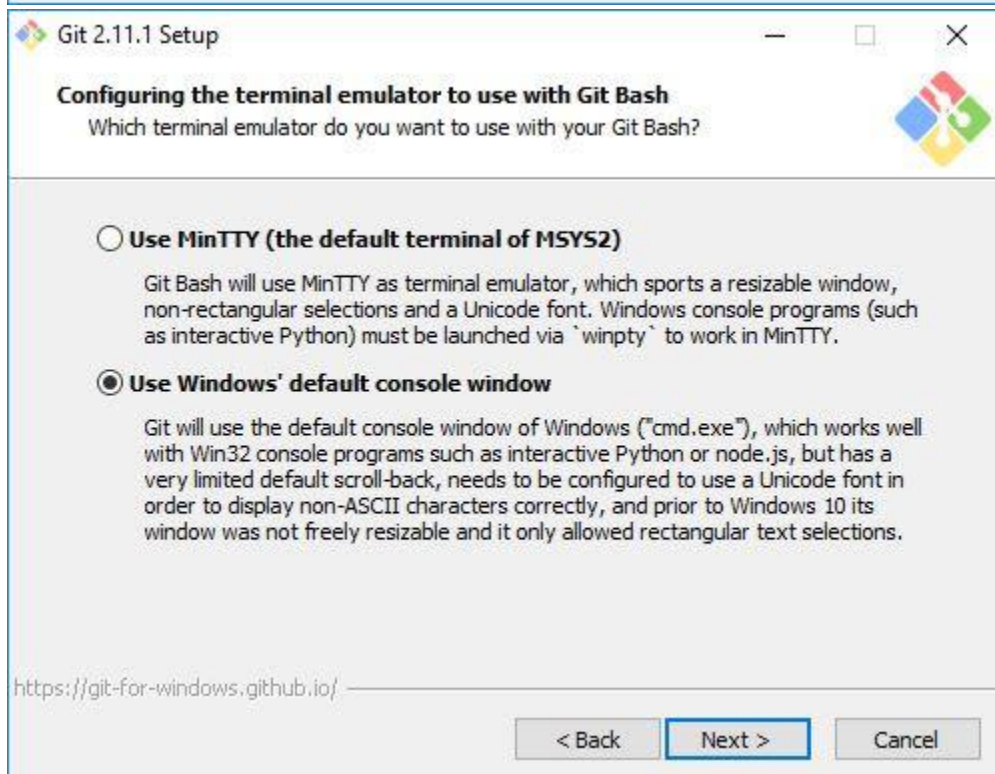 Git 2.11.1 Setup
Configuring the terminal emulator to use with Git Bash
Which terminal emulator do you want to use with your Git Bash?
Use MinTTY (the default terminal of MSYS2)
Git Bash will use MinTTY as terminal emulator, which sports a resizable window,
non-rectangular selections and a Unicode font. Windows console programs (such
as interactive Python) must be launched via `winpty` to work in MinTTY.
Use Windows' default console window
Git will use the default console window of Windows ("cmd.exe"), which works well
with Win32 console programs such as interactive Python or node.js, but has a
very limited default scroll-back, needs to be configured to use a Unicode font in
order to display non-ASCII characters correctly, and prior to Windows 10 its
window was not freely resizable and it only allowed rectangular text selections.
https://git-for-windows.github.io/
< Back Next > Cancel